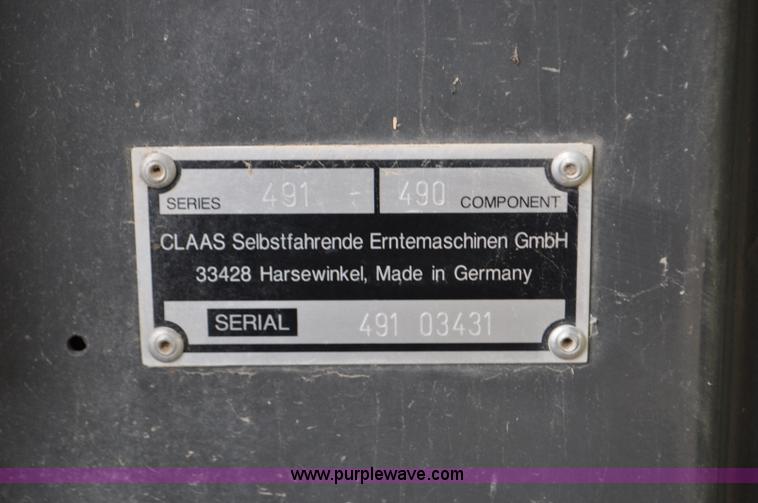 SERIES 491 - 490 COMPONENT
CLAAS Selbstfahrende Erntemaschinen GmbH
33428 Harsewinkel, Made in Germany
SERIAL 491 03431
www.purplewave.com